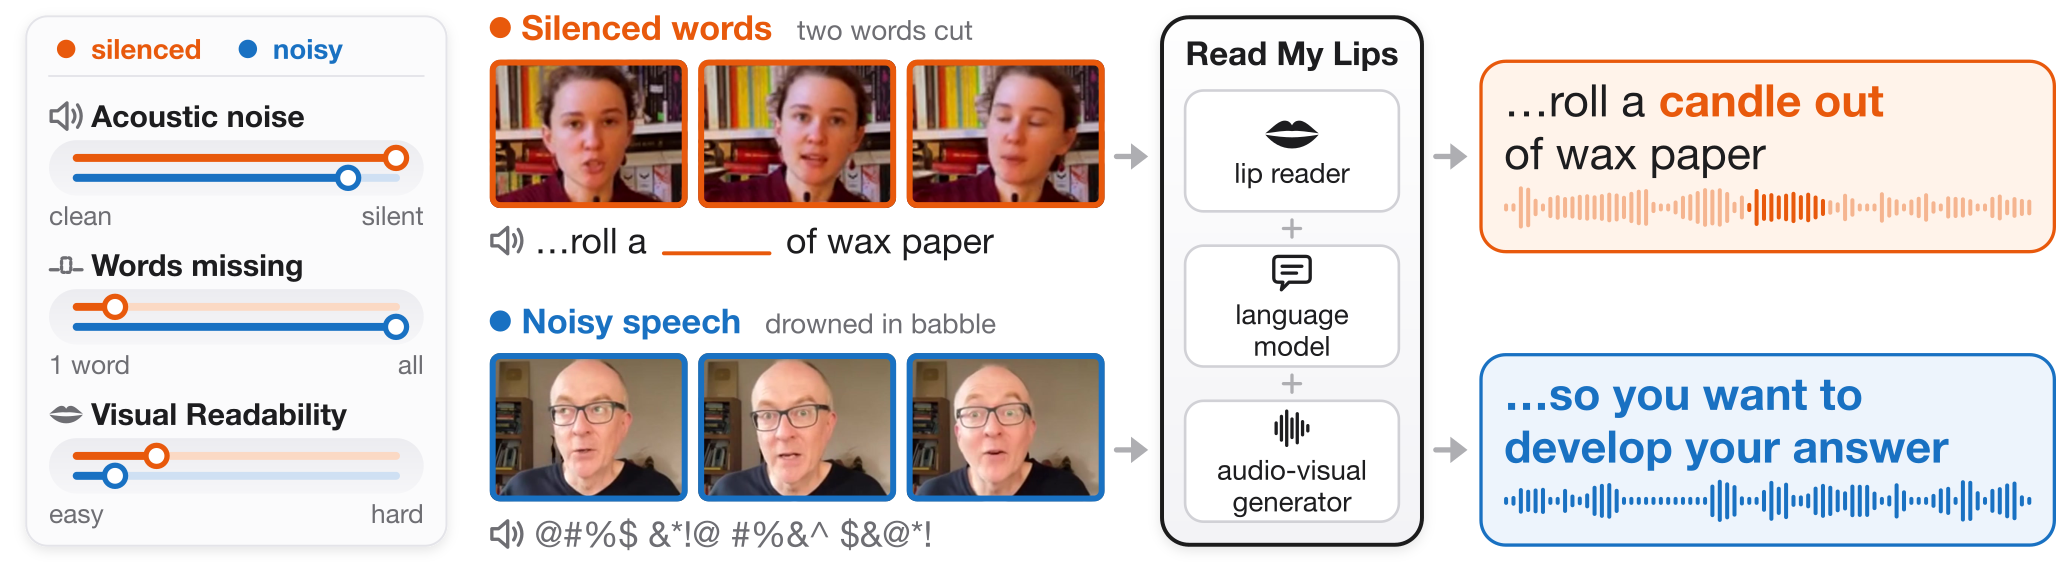 silenced noisy
Acoustic noise
clean silent
Words missing
1 word all
Visual Readability
easy hard
Silenced words two words cut
…roll a ______ of wax paper
Noisy speech drowned in babble
@#%$ &*!@ #%&^ $&@*!
Read My Lips
lip reader
+
language
model
+
audio-visual
generator
…roll a candle out
of wax paper
…so you want to
develop your answer